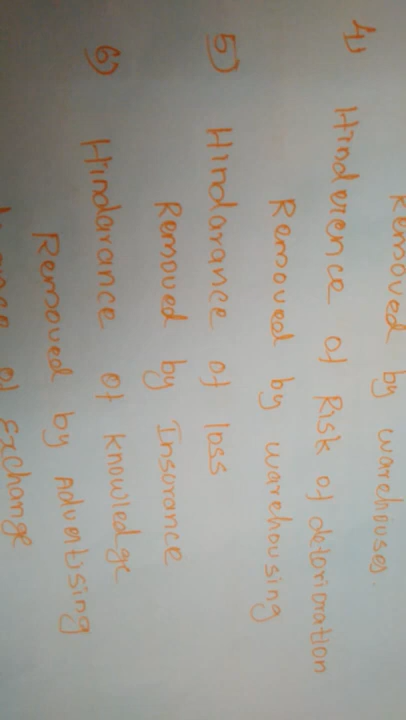 Removed by warehouses.
4) Hinderence of Risk of detorioration
Removed by warehousing
5) Hindarance of loss
Removed by Insurance
6) Hindarance of knowledge
Removed by Advertising
of Exchange